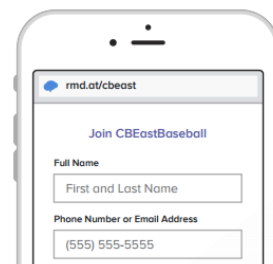 rmd.at/cbeast
Join CBEastBaseball
Full Name
First and Last Name
Phone Number or Email Address
(555) 555-5555